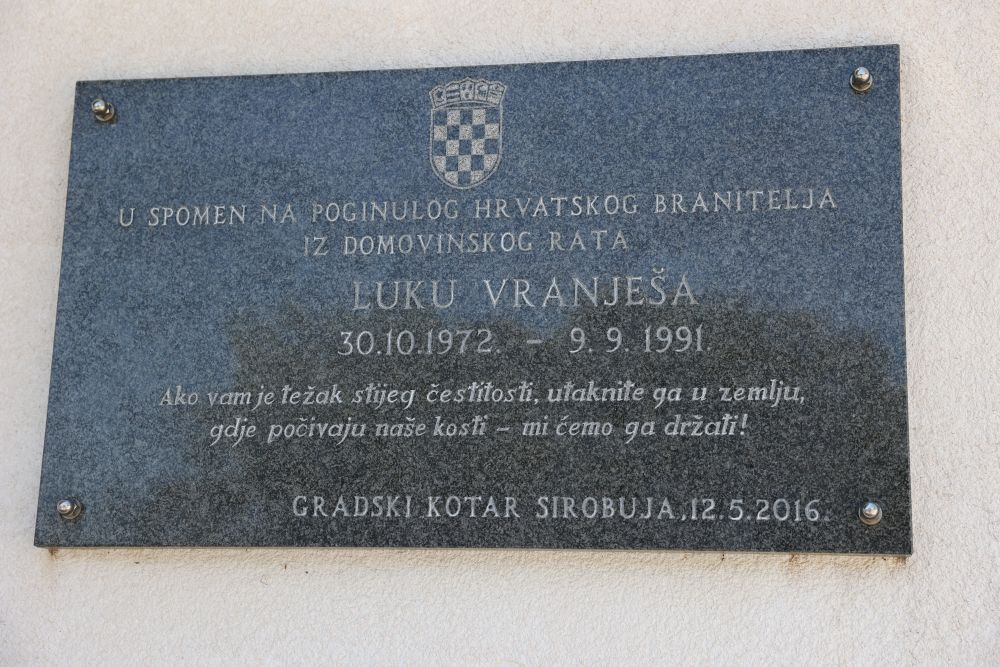 U SPOMEN NA POGINULOG HRVATSKOG BRANITELJA
IZ DOMOVINSKOG RATA
LUKU VRANJEŠA
30.10.1972. - 9. 9. 1991.
Ako vam je težak stijeg čestitosti, utaknite ga u zemlju,
gdje počivaju naše kosti - mi ćemo ga držati!
GRADSKI KOTAR SIROBUJA, 12.5.2016.